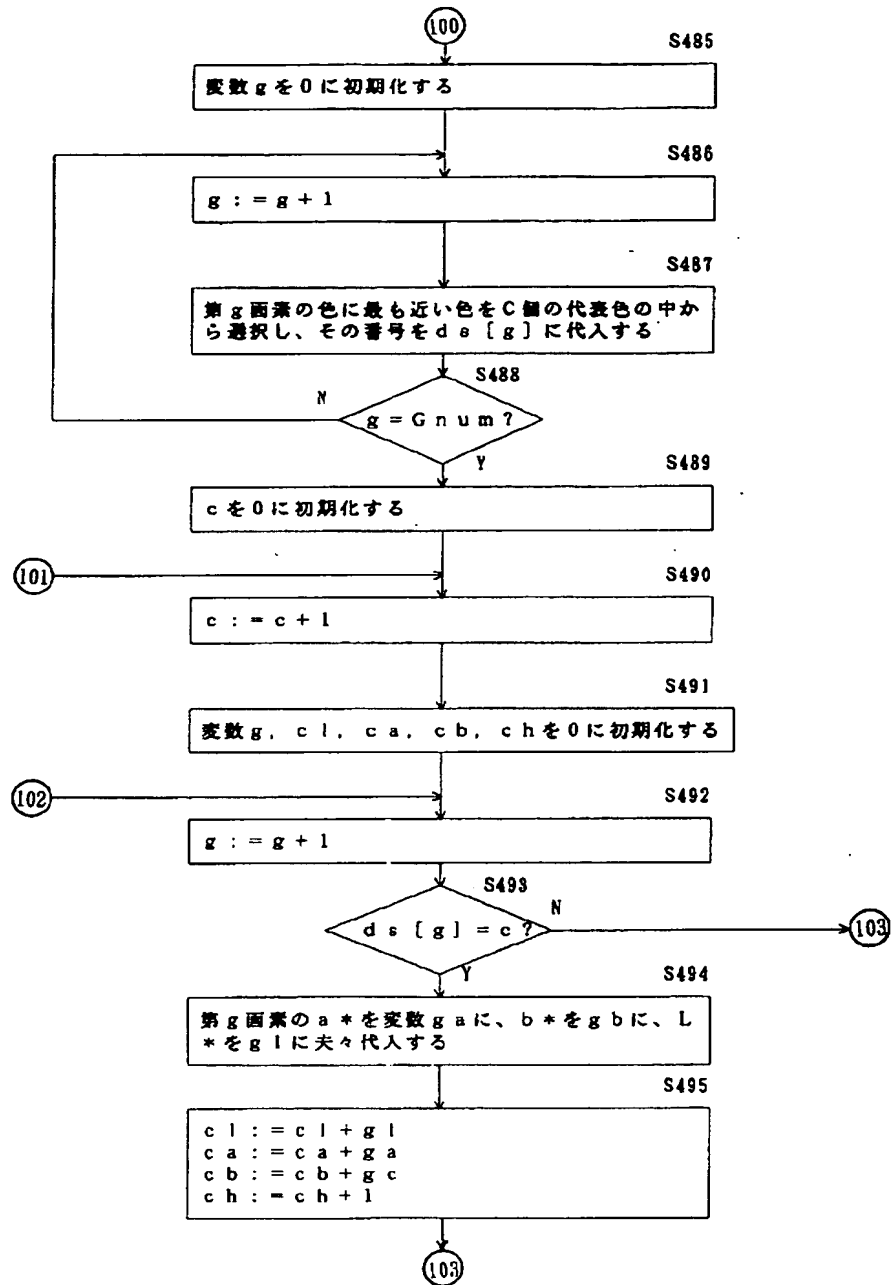 100
S485
変数gを0に初期化する
S486
g:=g+1
S487
第g画素の色に最も近い色をC個の代表色の中か
ら選択し、その番号をds[g]に代入する
S488
N
g=Gnum?
Y
S489
cを0に初期化する
101
S490
c:=c+1
S491
変数g, cl, ca, cb, chを0に初期化する
102
S492
g:=g+1
S493
N
ds[g]=c?
103
Y
S494
第g画素のa*を変数gaに、b*をgbに、L
*をglに夫々代入する
S495
cl:=cl+gl
ca:=ca+ga
cb:=cb+gc
ch:=ch+1
103